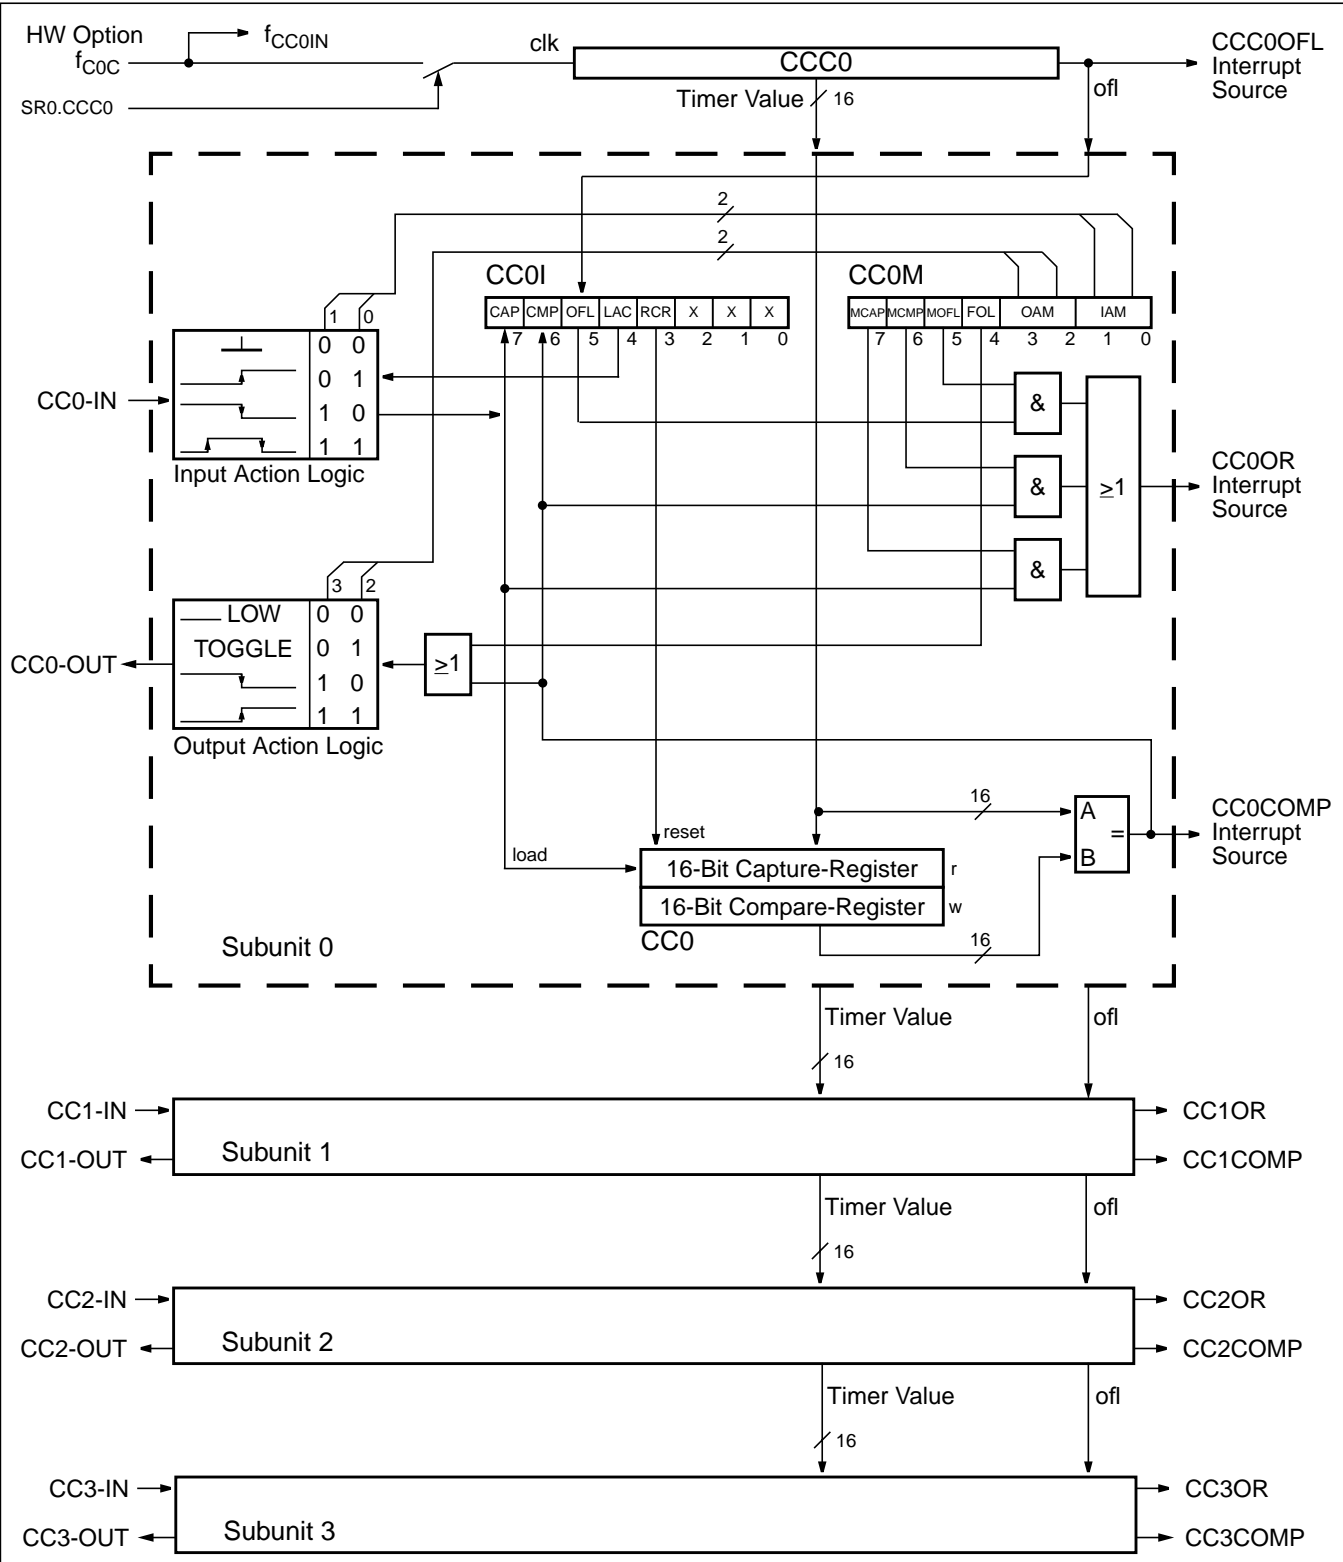 HW Option
fCC0IN
fC0C
clk
CCC0
CCC0OFL
Interrupt
Source
SR0.CCC0
Timer Value
16
ofl
2
2
CC0I
CC0M
CAP CMP OFL LAC RCR X X X
7 6 5 4 3 2 1 0
MCAP MCMP MOFL FOL OAM IAM
7 6 5 4 3 2 1 0
1 0
0 0
0 1
1 0
1 1
CC0-IN
Input Action Logic
&
&
&
≥1
CC0OR
Interrupt
Source
3 2
LOW 0 0
TOGGLE 0 1
1 0
1 1
CC0-OUT
Output Action Logic
≥1
16
A
B
=
CC0COMP
Interrupt
Source
load
reset
16-Bit Capture-Register r
16-Bit Compare-Register w
CC0
16
Subunit 0
Timer Value
ofl
16
CC1-IN
CC1-OUT
Subunit 1
CC1OR
CC1COMP
Timer Value
ofl
16
CC2-IN
CC2-OUT
Subunit 2
CC2OR
CC2COMP
Timer Value
ofl
16
CC3-IN
CC3-OUT
Subunit 3
CC3OR
CC3COMP